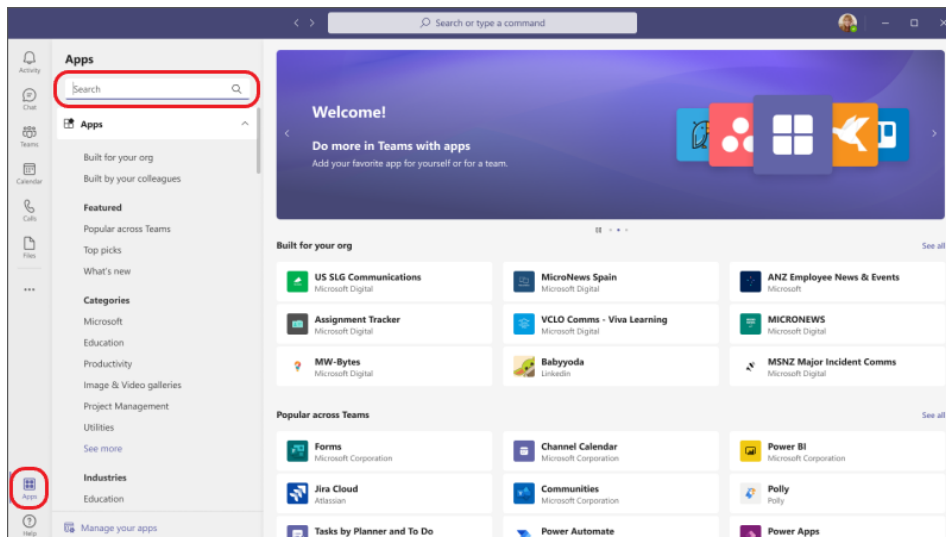 Search or type a command
Activity
Chat
Teams
Calendar
Calls
Files
Apps
Help
Apps
Search
Apps
Built for your org
Built by your colleagues
Featured
Popular across Teams
Top picks
What's new
Categories
Microsoft
Education
Productivity
Image & Video galleries
Project Management
Utilities
See more
Industries
Education
Manage your apps
Welcome!
Do more in Teams with apps
Add your favorite app for yourself or for a team.
Built for your org
See all
US SLG Communications
Microsoft Digital
MicroNews Spain
Microsoft Digital
ANZ Employee News & Events
Microsoft
Assignment Tracker
Microsoft Digital
VCLO Comms - Viva Learning
Microsoft Digital
MICRONEWS
Microsoft Digital
MW-Bytes
Microsoft Digital
Babyyoda
Linkedin
MSNZ Major Incident Comms
Microsoft Digital
Popular across Teams
See all
Forms
Microsoft Corporation
Channel Calendar
Microsoft Corporation
Power BI
Microsoft Corporation
Jira Cloud
Atlassian
Communities
Microsoft Corporation
Polly
Polly
Tasks by Planner and To Do
Power Automate
Power Apps